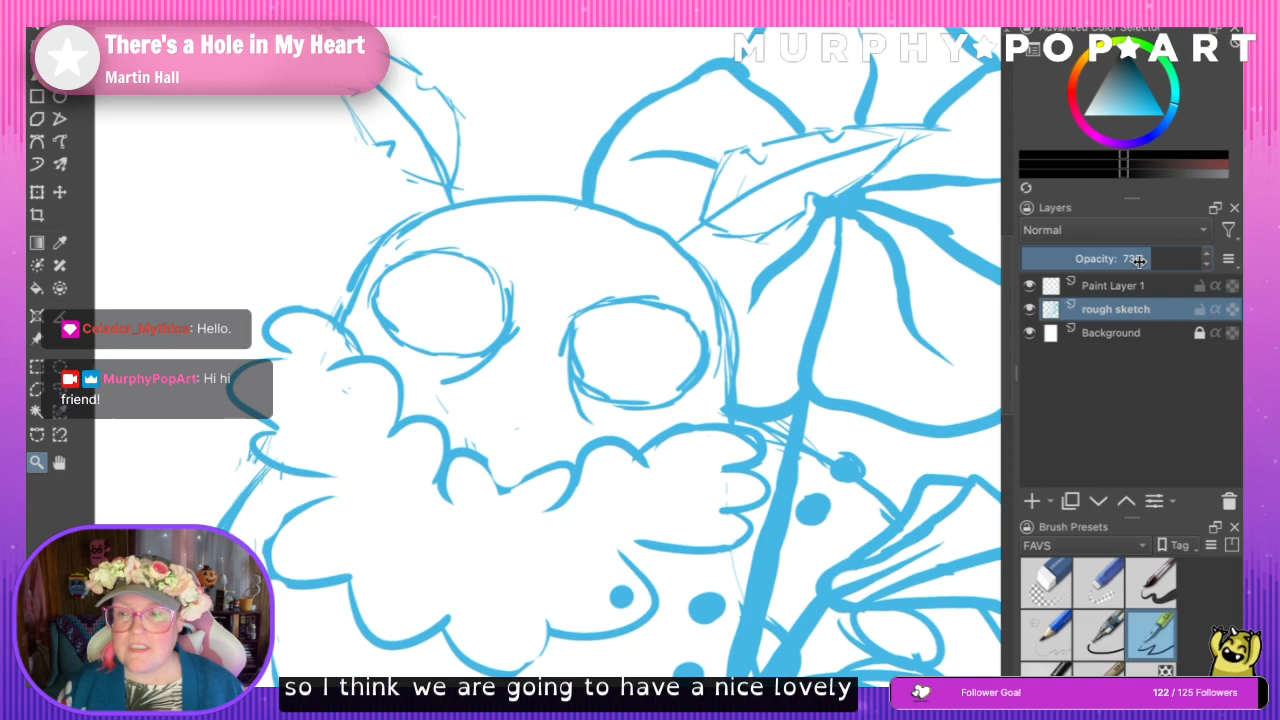 There's a Hole in My Heart
Martin Hall
MURPHY★POP★ART
Advanced Color Selector
Layers
Normal
Opacity: 73%
Paint Layer 1
rough sketch
Background
Brush Presets
FAVS
Tag
Celador_Mythica: Hello.
MurphyPopArt: Hi hi
friend!
so I think we are going to have a nice lovely
Follower Goal
122 / 125 Followers